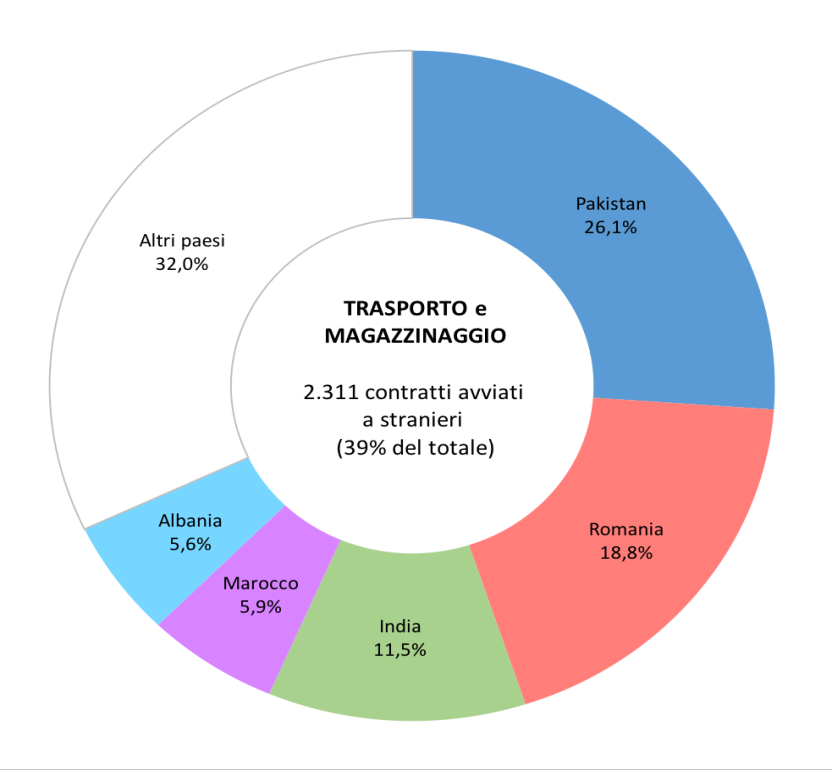 Pakistan
26,1%
Altri paesi
32,0%
TRASPORTO e
MAGAZZINAGGIO
2.311 contratti avviati
a stranieri
(39% del totale)
Albania
5,6%
Romania
18,8%
Marocco
5,9%
India
11,5%